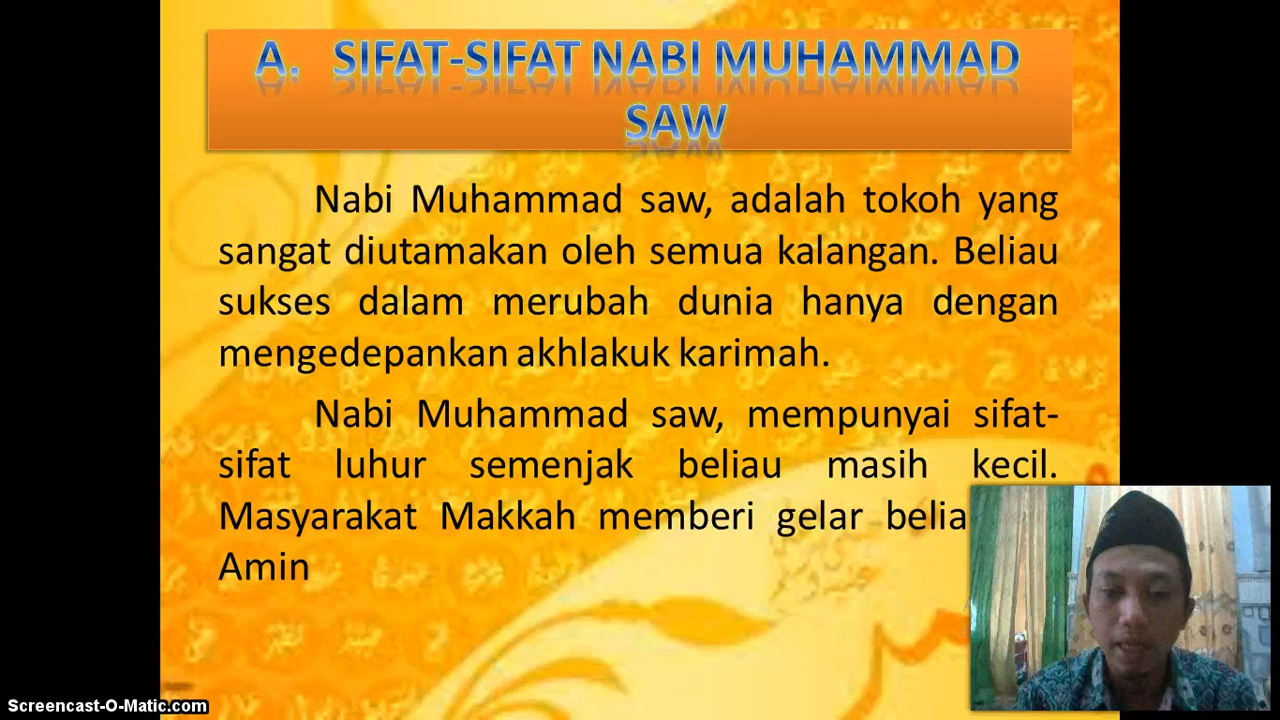 A. SIFAT-SIFAT NABI MUHAMMAD
SAW
Nabi Muhammad saw, adalah tokoh yang
sangat diutamakan oleh semua kalangan. Beliau
sukses dalam merubah dunia hanya dengan
mengedepankan akhlakuk karimah.
Nabi Muhammad saw, mempunyai sifat-
sifat luhur semenjak beliau masih kecil.
Masyarakat Makkah memberi gelar
Amin
Screencast-O-Matic.com